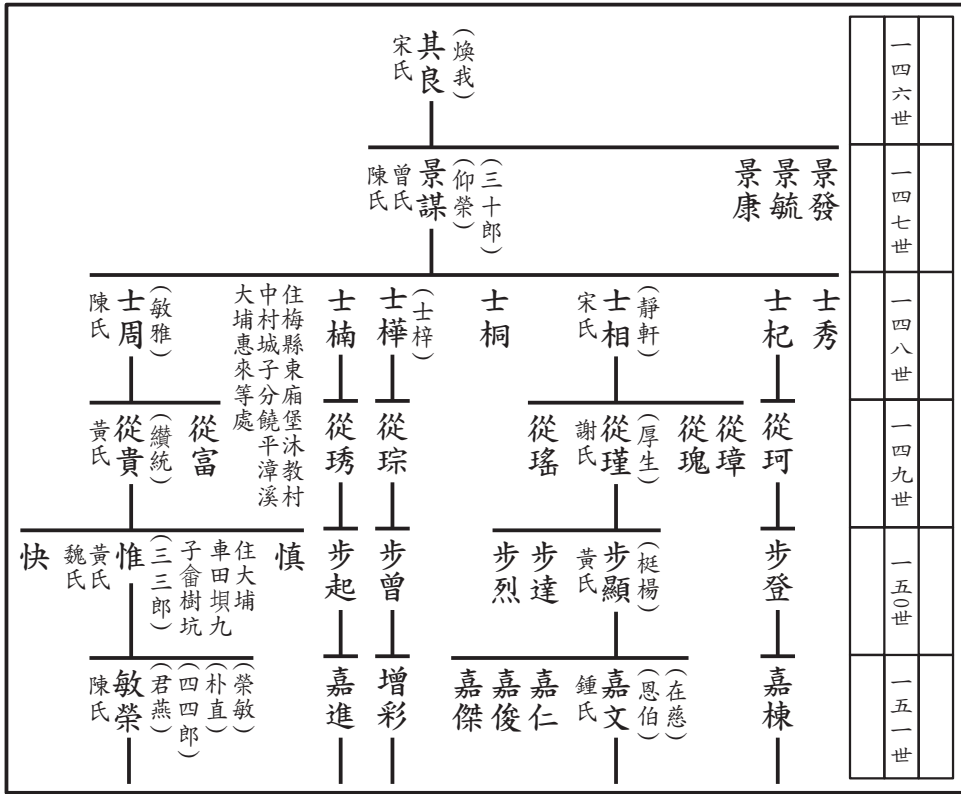 一四六世
(煥我)
其良
宋氏
一四七世
景發
景毓
景康
(三十郎)
(仰榮)
景謀
曾氏
陳氏
一四八世
士秀
士杞
(靜軒)
士相
宋氏
士桐
(士梓)
士樺
士楠
住梅縣東廂堡沐教村
中村城子分饒平漳溪
大埔惠來等處
(敏雅)
士周
陳氏
一四九世
從珂
從璋
從瑰
(厚生)
從瑾
謝氏
從瑤
從琮
從琇
從富
(纘統)
從貴
黃氏
一五〇世
步登
(梃楊)
步顯
黃氏
步達
步烈
步曾
步起
慎
住大埔
車田垻九
子畲樹坑
(三三郎)
惟
黃氏
魏氏
快
一五一世
嘉棟
(在慈)
(恩伯)
嘉文
鍾氏
嘉仁
嘉俊
嘉傑
增彩
嘉進
(榮敏)
(朴直)
(四四郎)
(君燕)
敏榮
陳氏